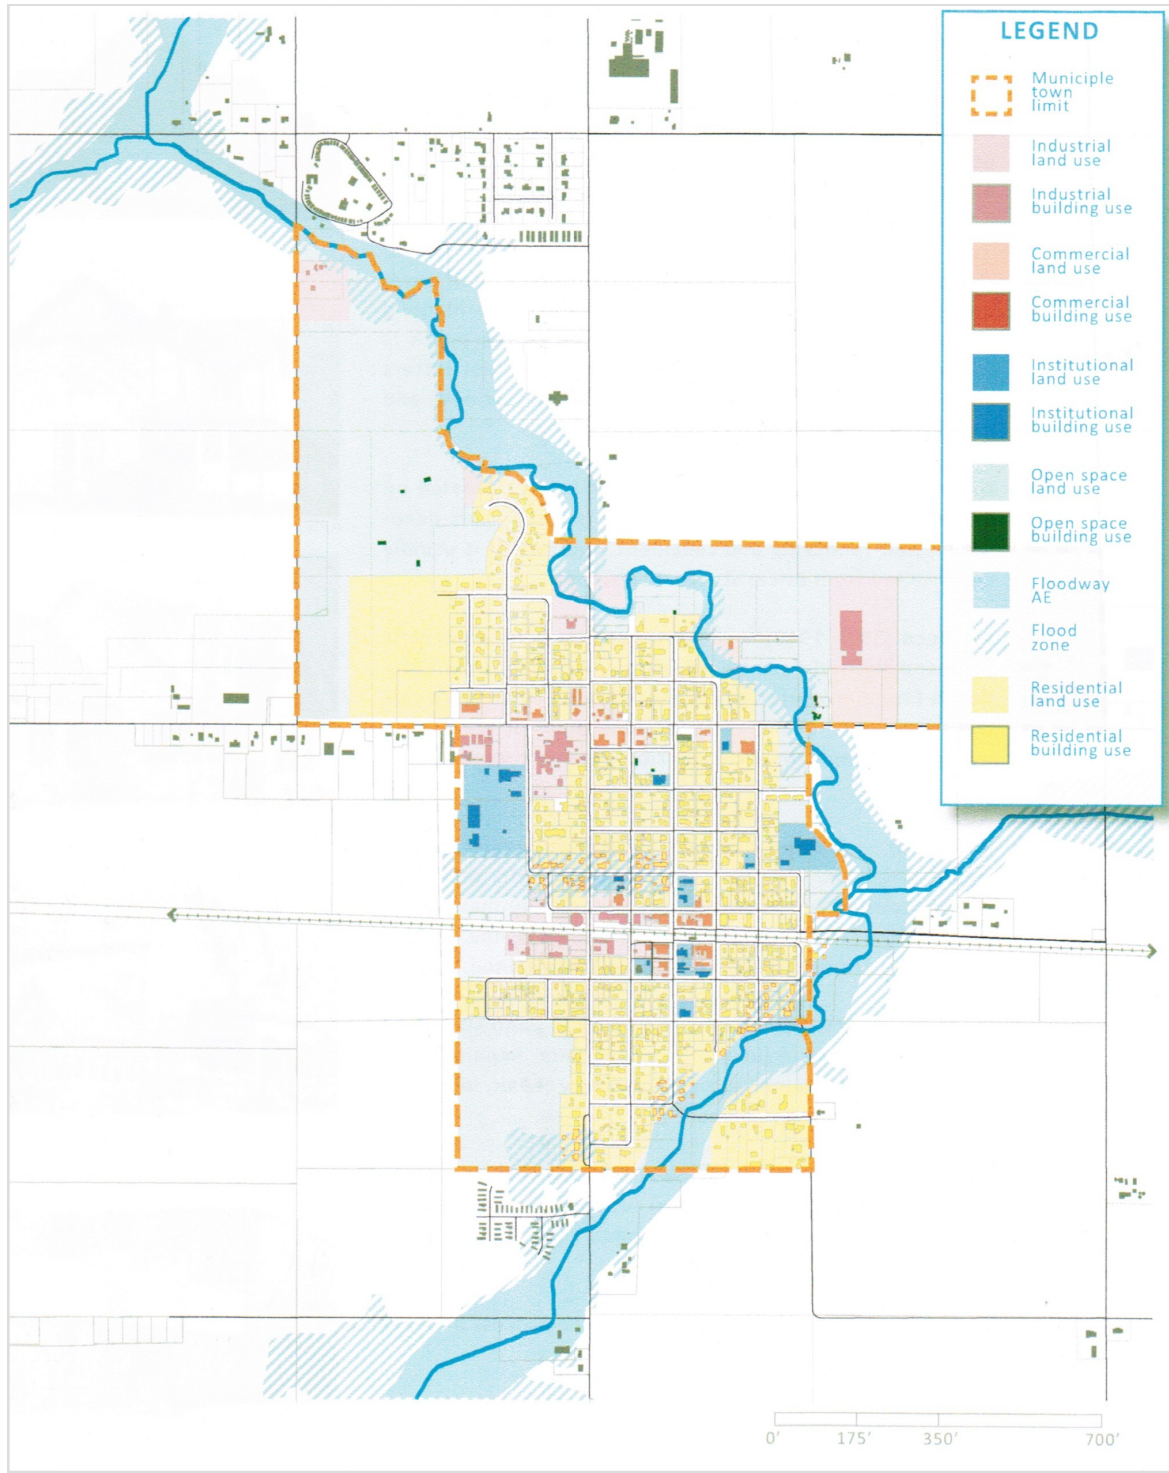 LEGEND
Municiple
town
limit
Industrial
land use
Industrial
building use
Commercial
land use
Commercial
building use
Institutional
land use
Institutional
building use
Open space
land use
Open space
building use
Floodway
AE
Flood
zone
Residential
land use
Residential
building use
0' 175' 350' 700'